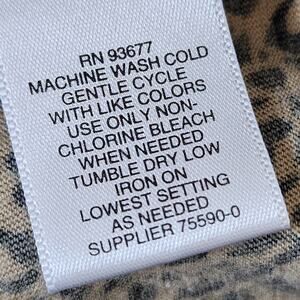 RN 93677
MACHINE WASH COLD
GENTLE CYCLE
WITH LIKE COLORS
USE ONLY NON-
CHLORINE BLEACH
WHEN NEEDED
TUMBLE DRY LOW
IRON ON
LOWEST SETTING
AS NEEDED
SUPPLIER 75590-0